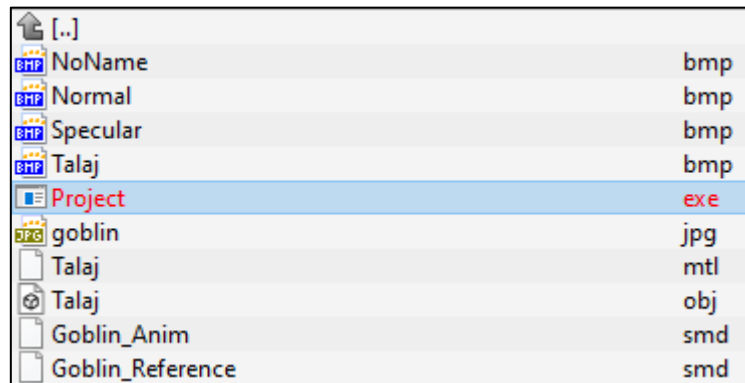 [..]
NoName bmp
Normal bmp
Specular bmp
Talaj bmp
Project exe
goblin jpg
Talaj mtl
Talaj obj
Goblin_Anim smd
Goblin_Reference smd